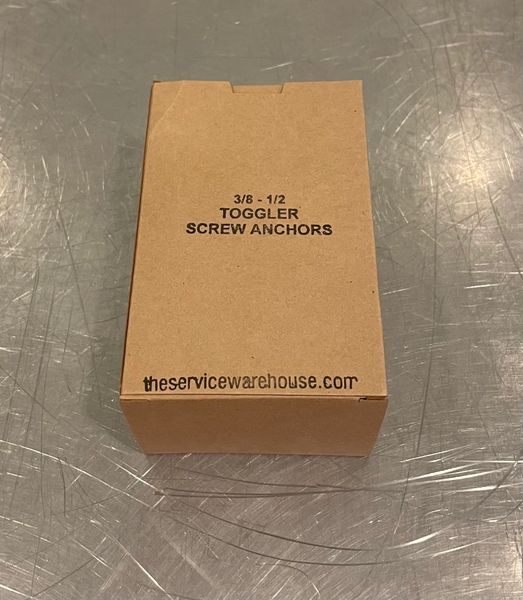 3/8 - 1/2
TOGGLER
SCREW ANCHORS
theservicewarehouse.com